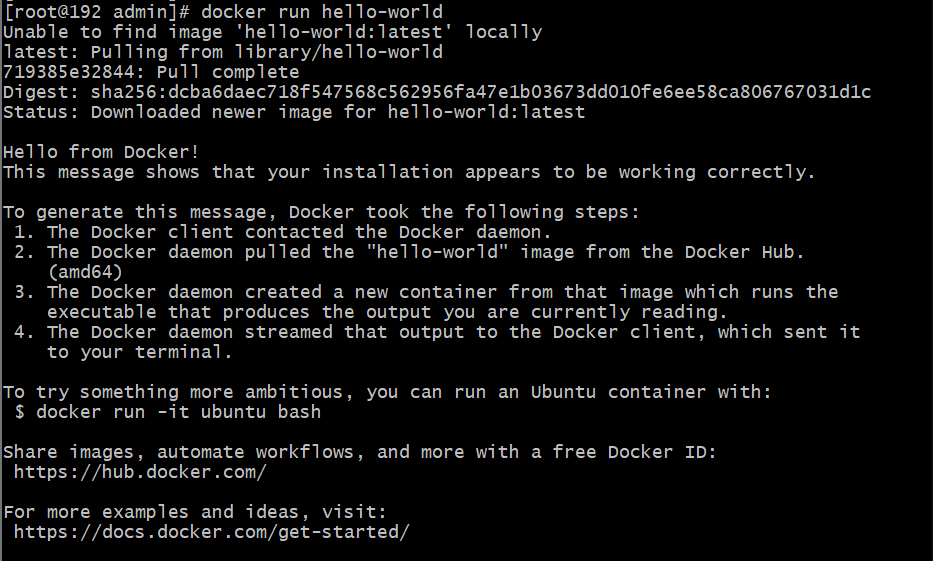 [root@192 admin]# docker run hello-world
Unable to find image 'hello-world:latest' locally
latest: Pulling from library/hello-world
719385e32844: Pull complete
Digest: sha256:dcba6daec718f547568c562956fa47e1b03673dd010fe6ee58ca806767031d1c
Status: Downloaded newer image for hello-world:latest

Hello from Docker!
This message shows that your installation appears to be working correctly.

To generate this message, Docker took the following steps:
 1. The Docker client contacted the Docker daemon.
 2. The Docker daemon pulled the "hello-world" image from the Docker Hub.
    (amd64)
 3. The Docker daemon created a new container from that image which runs the
    executable that produces the output you are currently reading.
 4. The Docker daemon streamed that output to the Docker client, which sent it
    to your terminal.

To try something more ambitious, you can run an Ubuntu container with:
 $ docker run -it ubuntu bash

Share images, automate workflows, and more with a free Docker ID:
 https://hub.docker.com/

For more examples and ideas, visit:
 https://docs.docker.com/get-started/